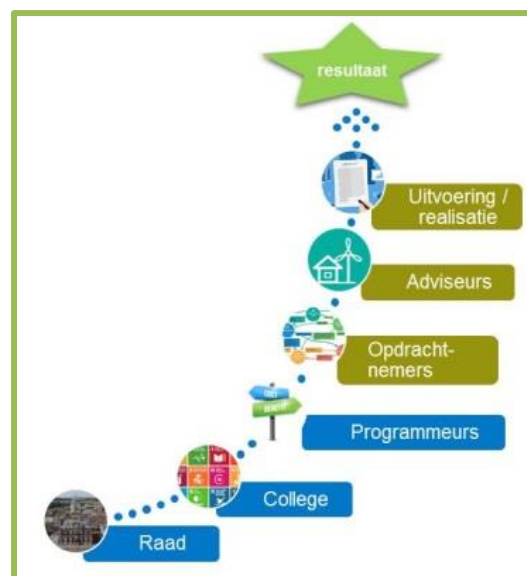 resultaat
Uitvoering /
realisatie
Adviseurs
Opdracht-
nemers
Programmeurs
College
Raad